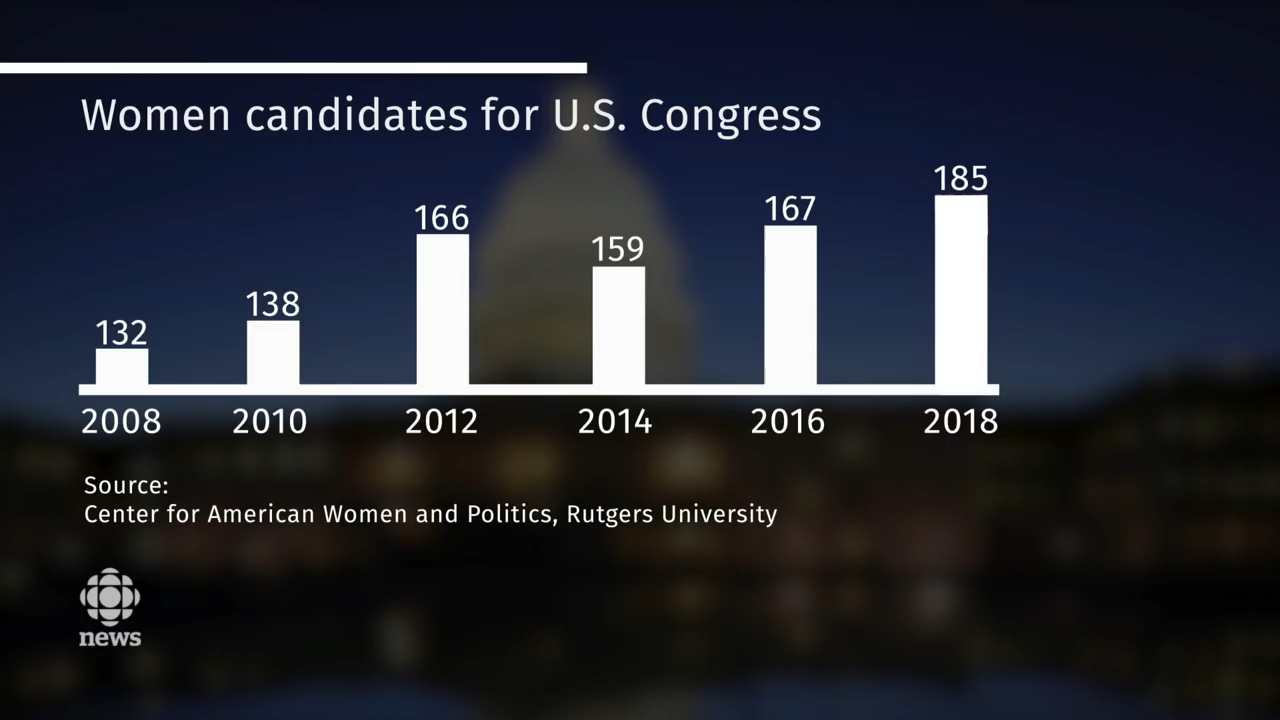 Women candidates for U.S. Congress
132
138
166
159
167
185
2008 2010 2012 2014 2016 2018
Source:
Center for American Women and Politics, Rutgers University
news